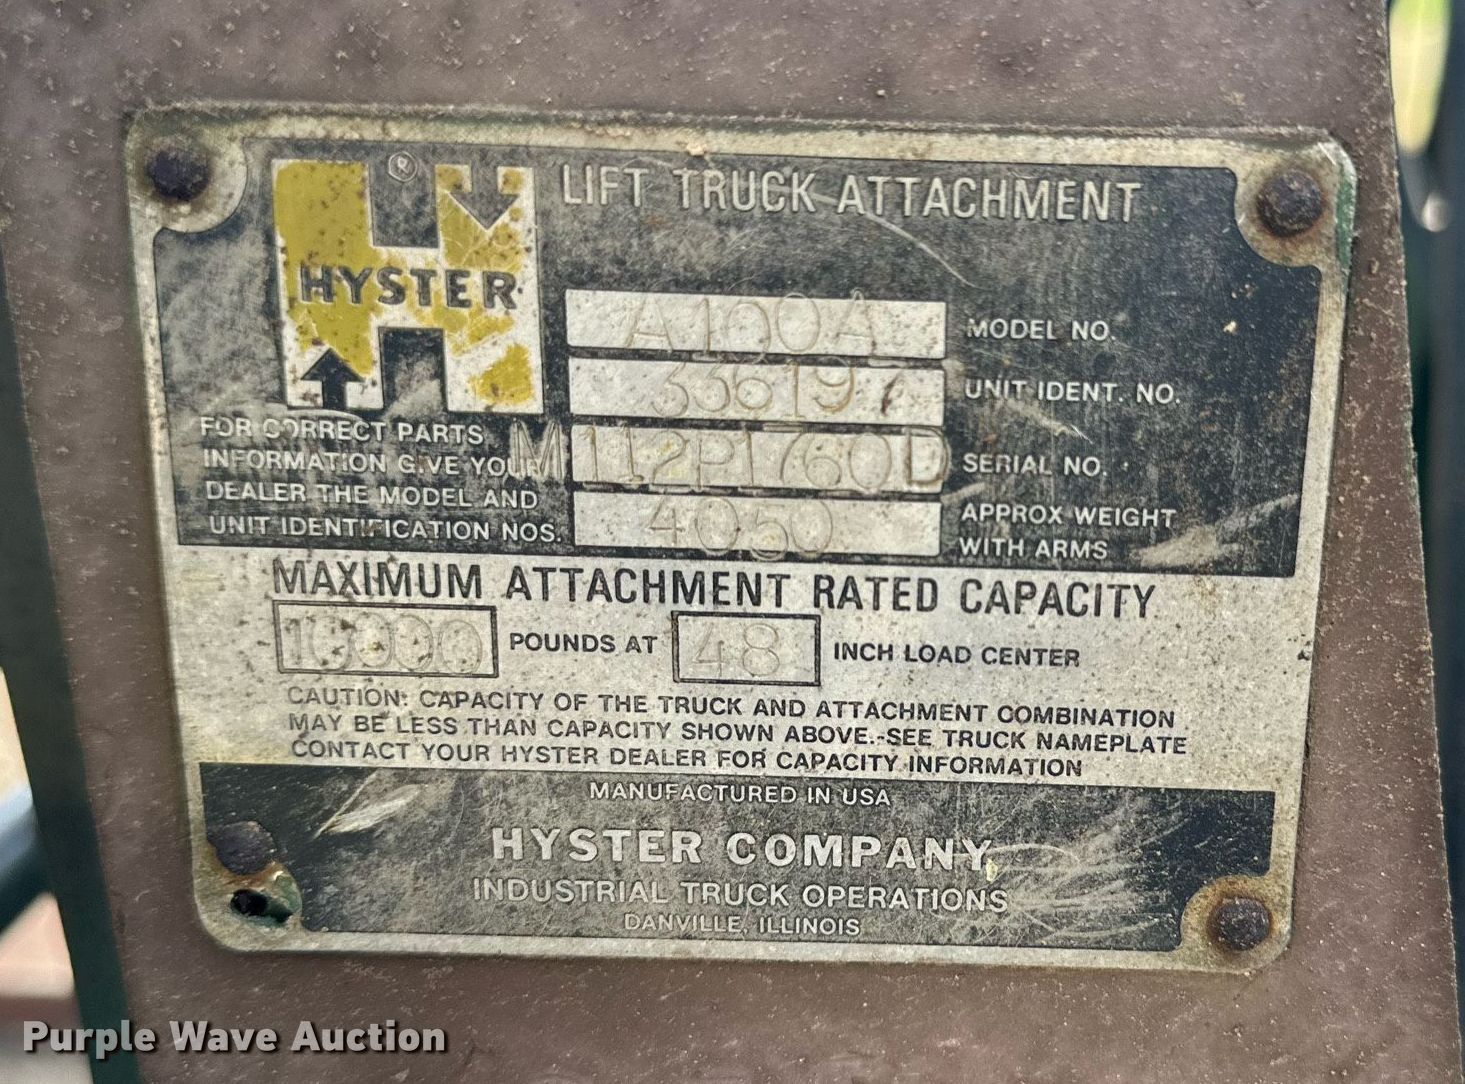 ®
HYSTER
LIFT TRUCK ATTACHMENT
A100A MODEL NO.
33619 UNIT IDENT. NO.
M112P1760D SERIAL NO.
4050 APPROX WEIGHT
WITH ARMS
FOR CORRECT PARTS
INFORMATION GIVE YOUR
DEALER THE MODEL AND
UNIT IDENTIFICATION NOS.
MAXIMUM ATTACHMENT RATED CAPACITY
10000 POUNDS AT 48 INCH LOAD CENTER
CAUTION: CAPACITY OF THE TRUCK AND ATTACHMENT COMBINATION
MAY BE LESS THAN CAPACITY SHOWN ABOVE.-SEE TRUCK NAMEPLATE
CONTACT YOUR HYSTER DEALER FOR CAPACITY INFORMATION
MANUFACTURED IN USA
HYSTER COMPANY
INDUSTRIAL TRUCK OPERATIONS
DANVILLE, ILLINOIS
Purple Wave Auction